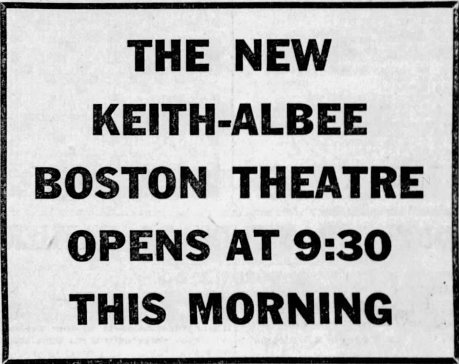 THE NEW
KEITH-ALBEE
BOSTON THEATRE
OPENS AT 9:30
THIS MORNING